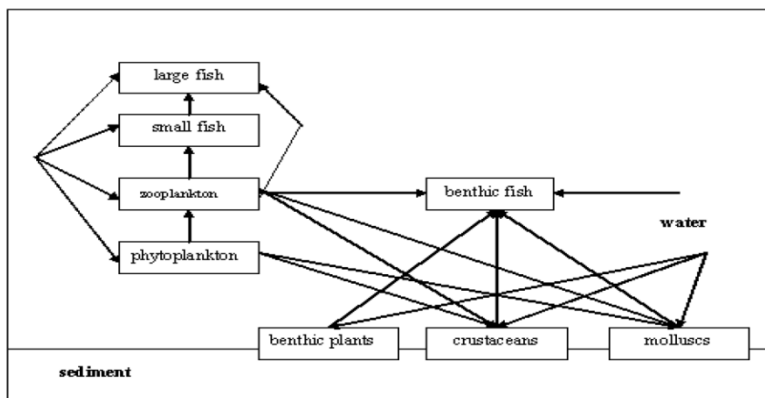 large fish
small fish
zooplankton
benthic fish
water
phytoplankton
benthic plants
crustaceans
molluscs
sediment